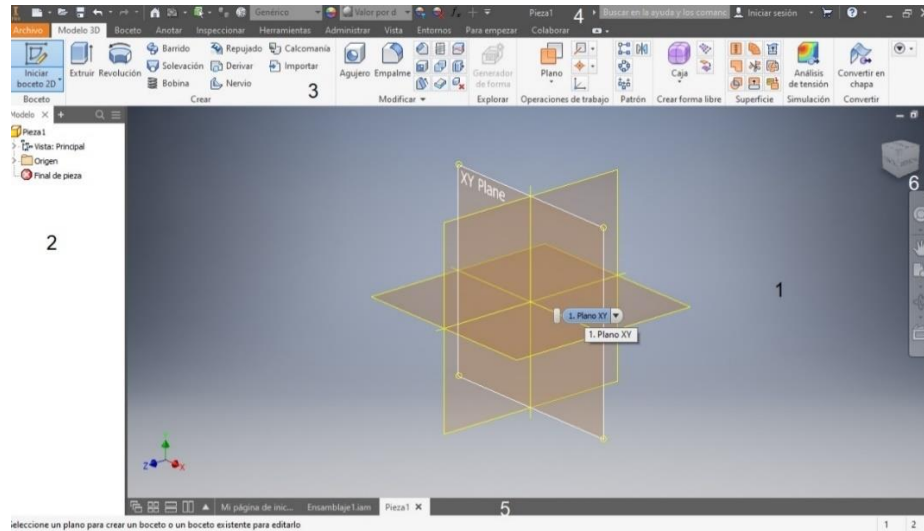 Genérico Valor por d. Pieza1 4 Buscar en la ayuda y los comanc Iniciar sesión
Archivo Modelo 3D Boceto Anotar Inspeccionar Herramientas Administrar Vista Entornos Para empezar Colaborar
Iniciar boceto 2D Extruir Revolución Barrido Repujado Calcomanía
Solevación Derivar Importar
Bobina Nervio
3
Agujero Empalme Generador de forma Plano Caja Análisis de tensión Convertir en chapa
Boceto Crear Modificar Explorar Operaciones de trabajo Patrón Crear forma libre Superficie Simulación Convertir
Modelo
Pieza1
Vista: Principal
Origen
Final de pieza
2
XY Plane
6
1
1. Plano XY
1. Plano XY
Z Y X
Mi página de inic... Ensamblaje1.iam Pieza1 5
Seleccione un plano para crear un boceto o un boceto existente para editarlo 1 2